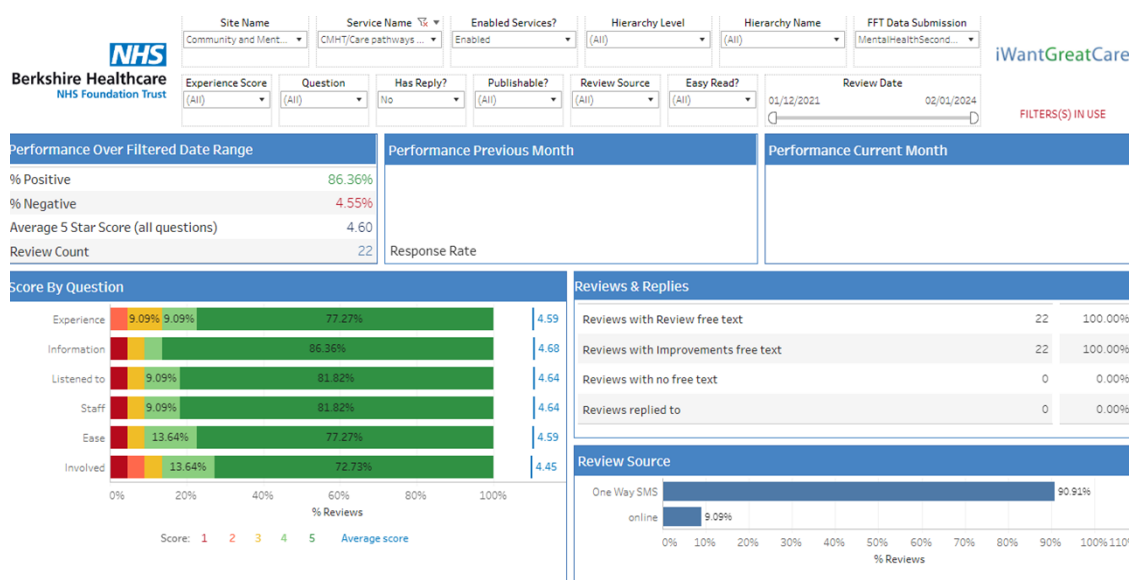 Site Name
Service Name
Enabled Services?
Hierarchy Level
Hierarchy Name
FFT Data Submission
Community and Ment...
CMHT/Care pathways ...
Enabled
(All)
(All)
MentalHealthSecond...
NHS
Berkshire Healthcare
NHS Foundation Trust
iWantGreatCare
Experience Score
Question
Has Reply?
Publishable?
Review Source
Easy Read?
Review Date
(All)
(All)
No
(All)
(All)
(All)
01/12/2021
02/01/2024
FILTERS(S) IN USE
Performance Over Filtered Date Range
% Positive 86.36%
% Negative 4.55%
Average 5 Star Score (all questions) 4.60
Review Count 22
Performance Previous Month
Response Rate
Performance Current Month
Score By Question
Experience 9.09% 9.09% 77.27% 4.59
Information 86.36% 4.68
Listened to 9.09% 81.82% 4.64
Staff 9.09% 81.82% 4.64
Ease 13.64% 77.27% 4.59
Involved 13.64% 72.73% 4.45
0% 20% 40% 60% 80% 100%
% Reviews
Score: 1 2 3 4 5 Average score
Reviews & Replies
Reviews with Review free text 22 100.00%
Reviews with Improvements free text 22 100.00%
Reviews with no free text 0 0.00%
Reviews replied to 0 0.00%
Review Source
One Way SMS 90.91%
online 9.09%
0% 10% 20% 30% 40% 50% 60% 70% 80% 90% 100% 110%
% Reviews